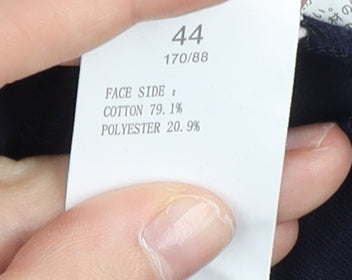 44
170/88
FACE SIDE :
COTTON 79.1%
POLYESTER 20.9%